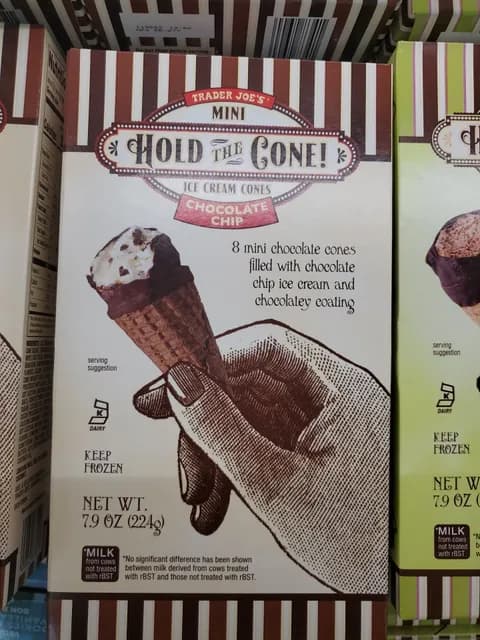 TRADER JOE'S
MINI
HOLD THE CONE!
ICE CREAM CONES
CHOCOLATE
CHIP
8 mini chocolate cones
filled with chocolate
chip ice cream and
chocolatey coating
serving
suggestion
K
DAIRY
KEEP
FROZEN
NET WT.
7.9 OZ (224g)
*MILK
from cows
not treated
with rBST
*No significant difference has been shown
between milk derived from cows treated
with rBST and those not treated with rBST.
H
serving
suggestion
K
DAIRY
KEEP
FROZEN
NET W
7.9 OZ (
*MILK
from cows
not treated
with rBST